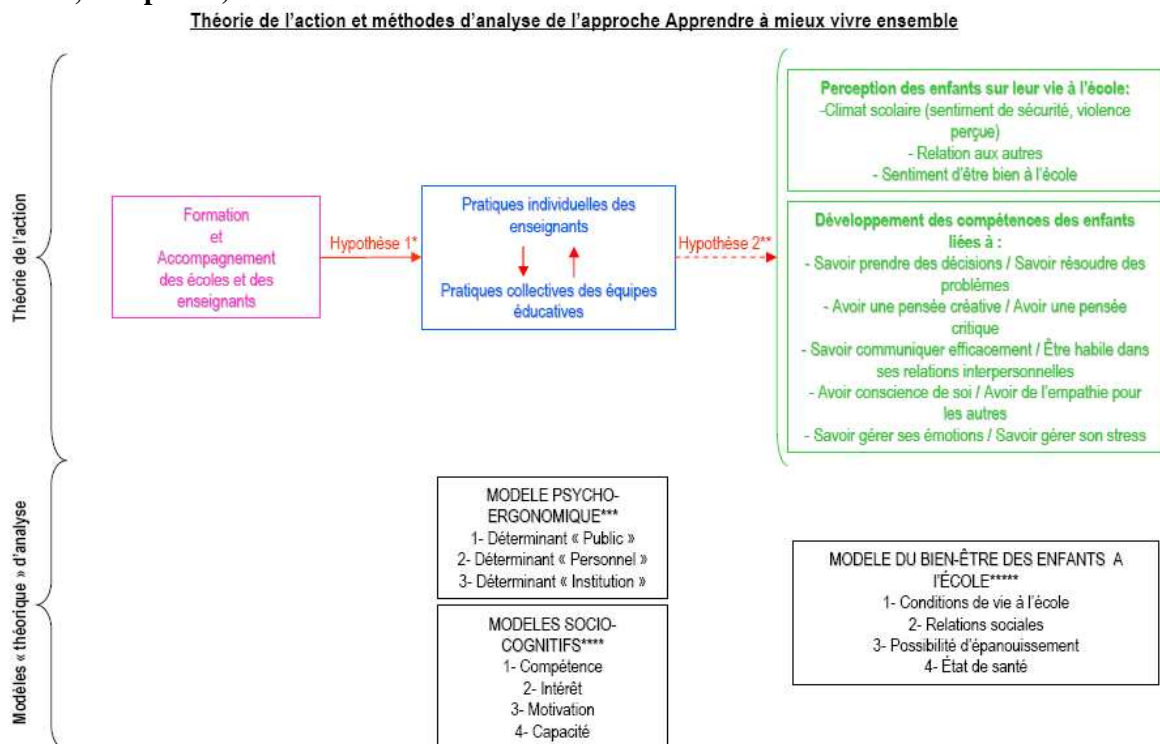 Théorie de l'action et méthodes d'analyse de l'approche Apprendre à mieux vivre ensemble
Théorie de l'action
Formation
et
Accompagnement
des écoles et des
enseignants
Hypothèse 1*
Pratiques individuelles des
enseignants
Pratiques collectives des équipes
éducatives
Hypothèse 2**
Perception des enfants sur leur vie à l'école:
-Climat scolaire (sentiment de sécurité, violence
perçue)
- Relation aux autres
- Sentiment d'être bien à l'école
Développement des compétences des enfants
liées à :
- Savoir prendre des décisions / Savoir résoudre des
problèmes
- Avoir une pensée créative / Avoir une pensée
critique
- Savoir communiquer efficacement / Être habile dans
ses relations interpersonnelles
- Avoir conscience de soi / Avoir de l'empathie pour
les autres
- Savoir gérer ses émotions / Savoir gérer son stress
Modèles « théorique » d'analyse
MODELE PSYCHO-
ERGONOMIQUE***
1- Déterminant « Public »
2- Déterminant « Personnel »
3- Déterminant « Institution »
MODELES SOCIO-
COGNITIFS****
1- Compétence
2- Intérêt
3- Motivation
4- Capacité
MODELE DU BIEN-ÊTRE DES ENFANTS A
l'ÉCOLE*****
1- Conditions de vie à l'école
2- Relations sociales
3- Possibilité d'épanouissement
4- État de santé